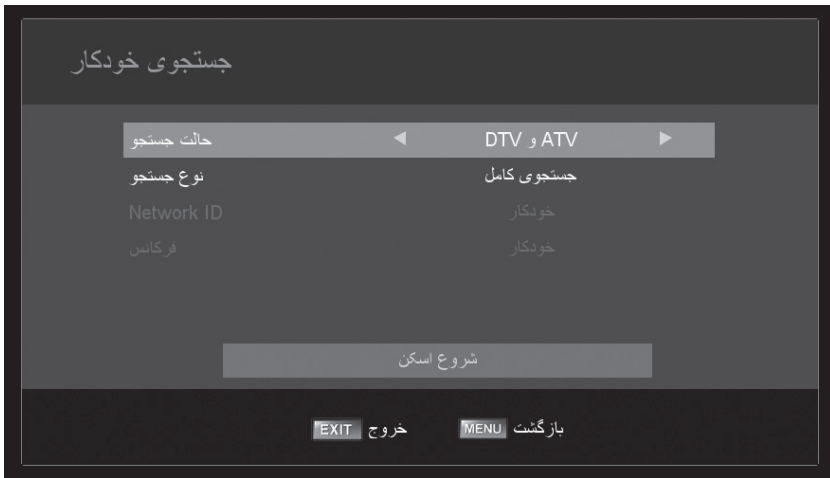 جستجوی خودکار
حالت جستجو ◀ ATV و DTV ▶
نوع جستجو جستجوی کامل
Network ID خودکار
فرکانس خودکار
شروع اسکن
خروج EXIT بازگشت MENU